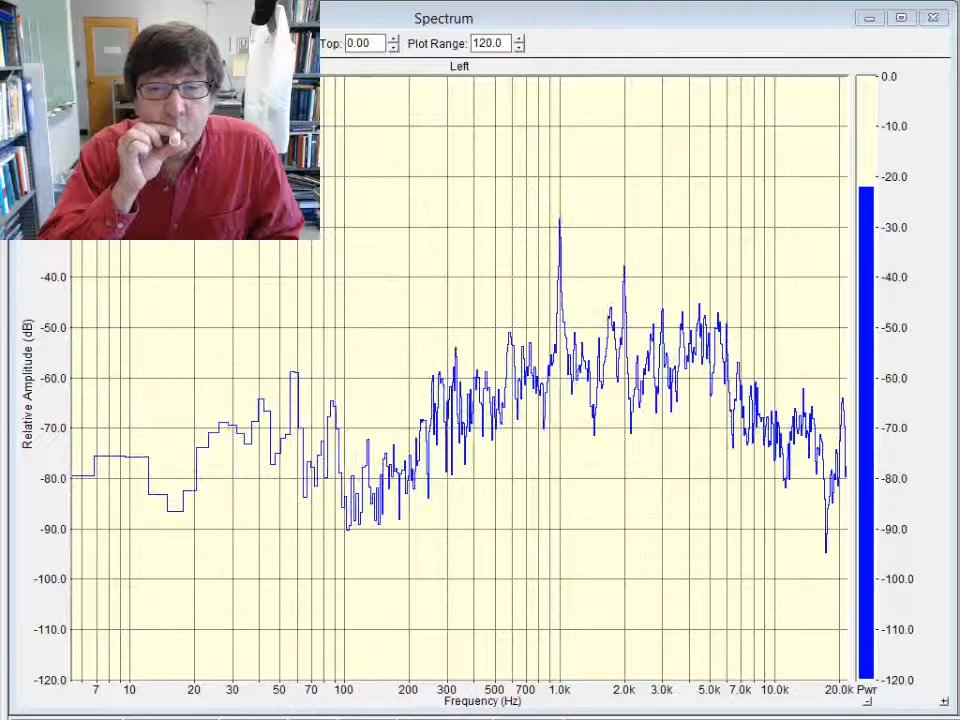 Spectrum
Top: 0.00 Plot Range: 120.0
Left
0.0
-10.0
-20.0
-30.0
-40.0 -40.0
-50.0 -50.0
-60.0 -60.0
-70.0 -70.0
-80.0 -80.0
-90.0 -90.0
-100.0 -100.0
-110.0 -110.0
-120.0 -120.0
Relative Amplitude (dB)
7 10 20 30 50 70 100 200 300 500 700 1.0k 2.0k 3.0k 5.0k 7.0k 10.0k 20.0k Pwr
Frequency (Hz)